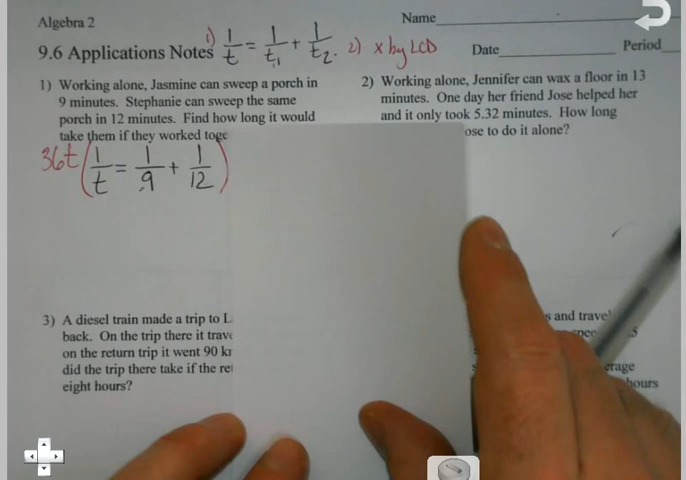 Algebra 2
Name
1) 1/t = 1/t1 + 1/t2. 2) x by LCD
9.6 Applications Notes
Date
Period
1) Working alone, Jasmine can sweep a porch in
9 minutes. Stephanie can sweep the same
porch in 12 minutes. Find how long it would
take them if they worked toge
36t(1/t = 1/9 + 1/12)
2) Working alone, Jennifer can wax a floor in 13
minutes. One day her friend Jose helped her
and it only took 5.32 minutes. How long
ose to do it alone?
3) A diesel train made a trip to L
back. On the trip there it trave
on the return trip it went 90 k
did the trip there take if the re
eight hours?
s and travel
5
erage
hours